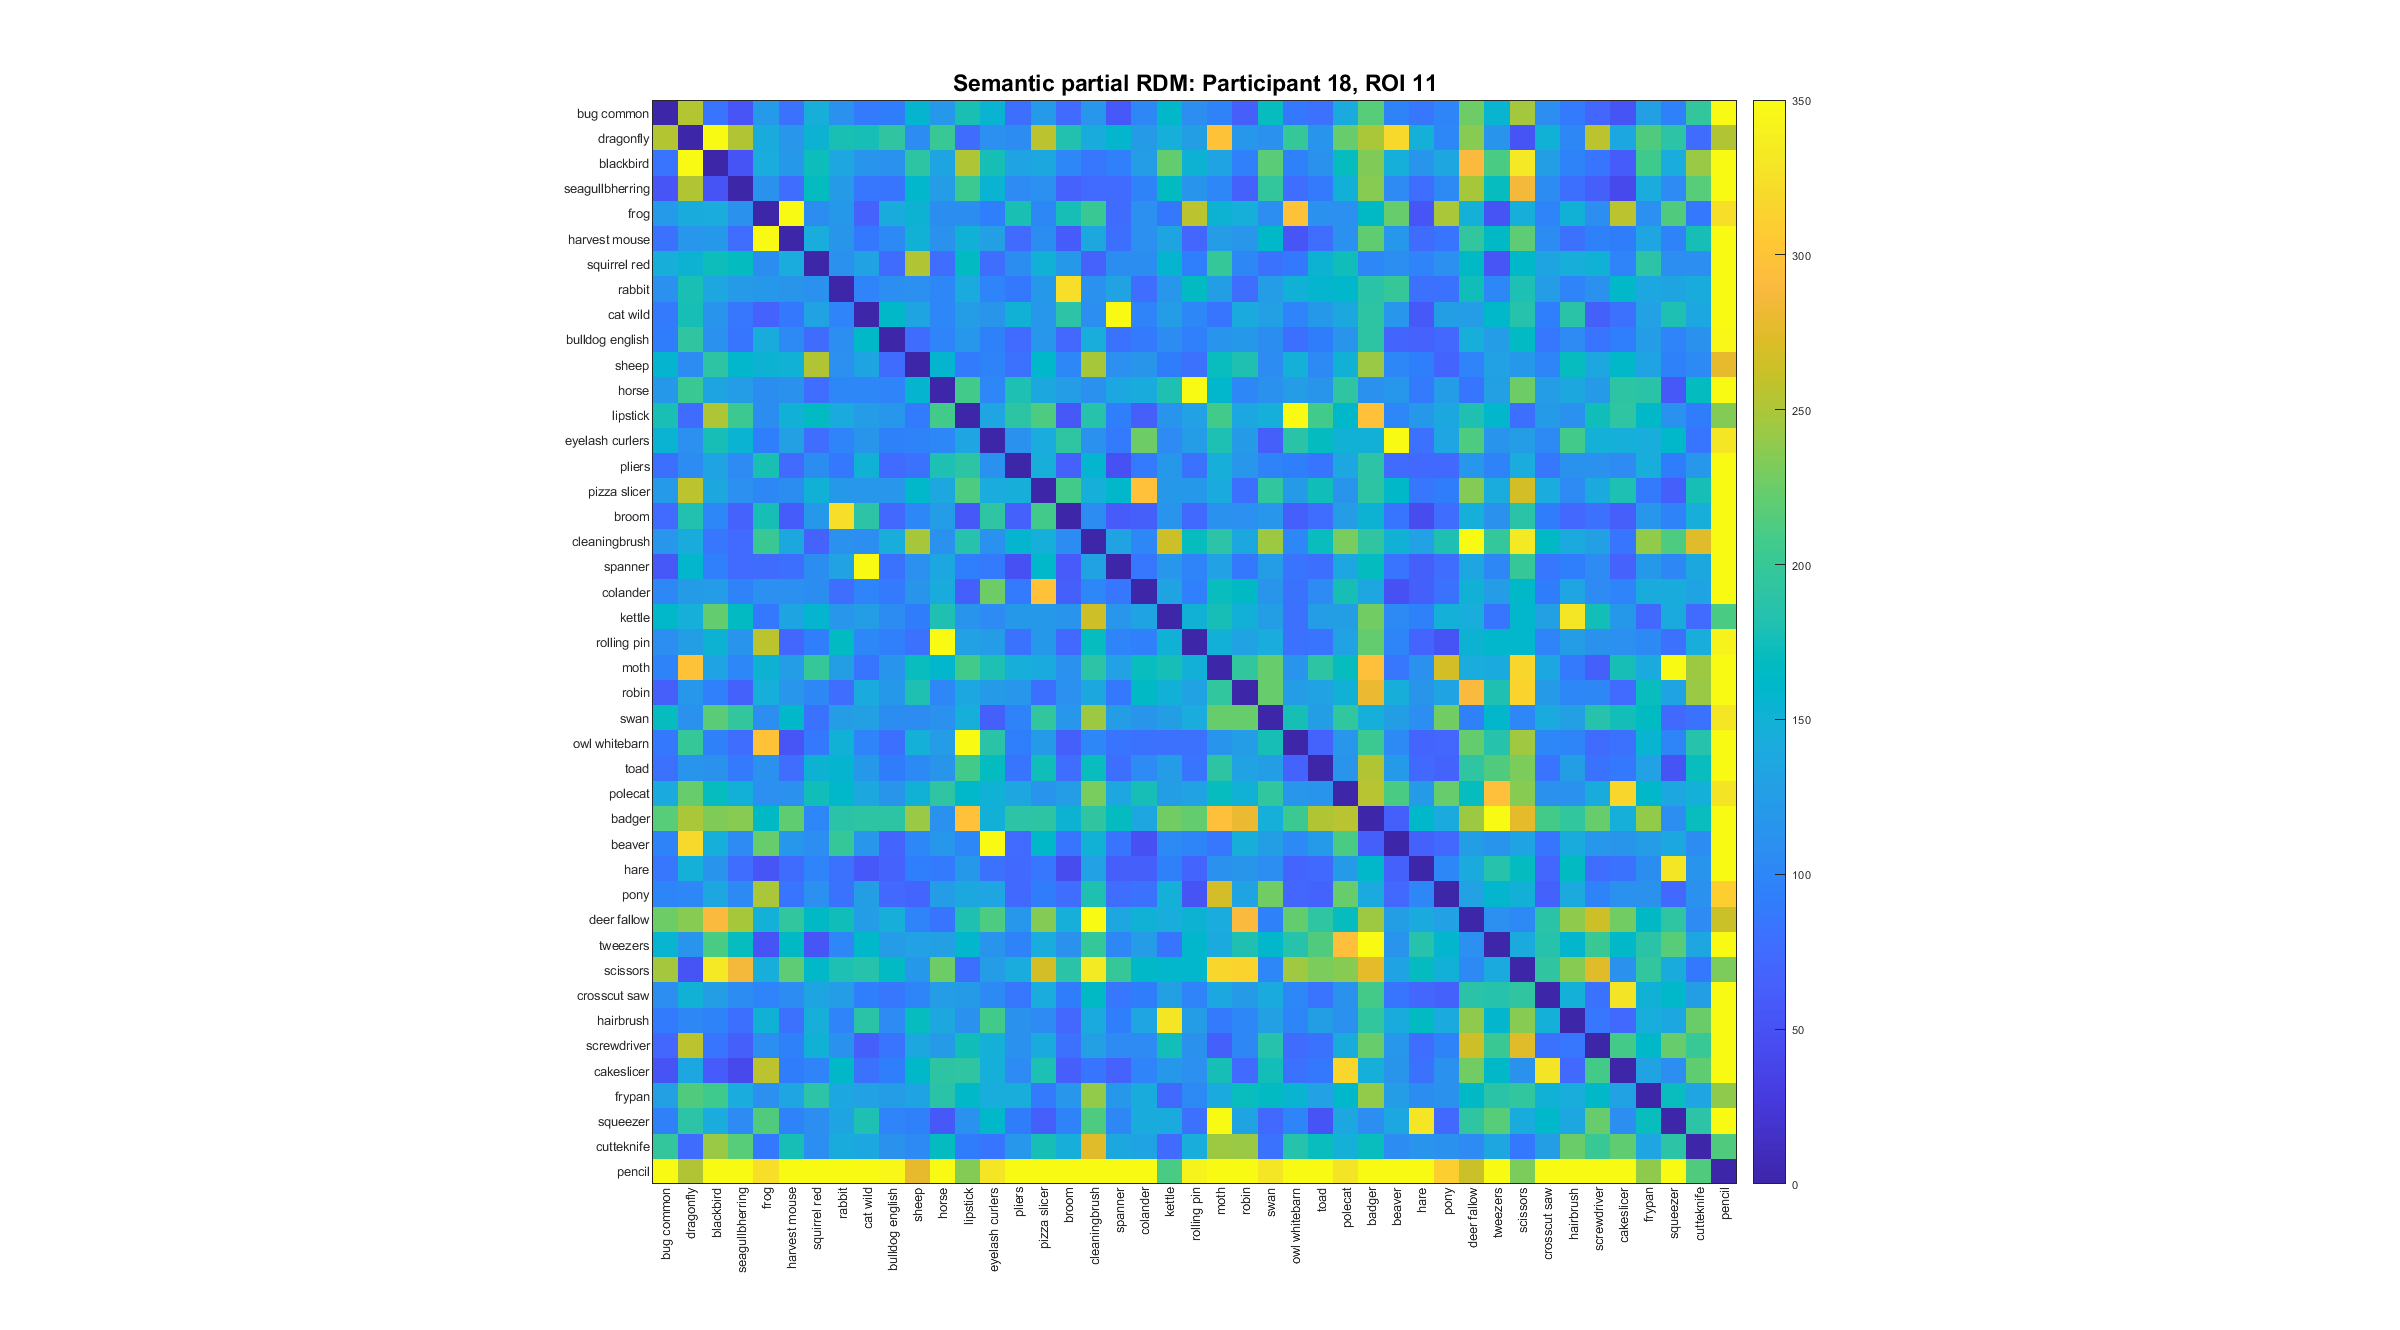 Semantic partial RDM: Participant 18, ROI 11
bug common
dragonfly
blackbird
seagullbherring
frog
harvest mouse
squirrel red
rabbit
cat wild
bulldog english
sheep
horse
lipstick
eyelash curlers
pliers
pizza slicer
broom
cleaningbrush
spanner
colander
kettle
rolling pin
moth
robin
swan
owl whitebarn
toad
polecat
badger
beaver
hare
pony
deer fallow
tweezers
scissors
crosscut saw
hairbrush
screwdriver
cakeslicer
frypan
squeezer
cutteknife
pencil
bug common
dragonfly
blackbird
seagullbherring
frog
harvest mouse
squirrel red
rabbit
cat wild
bulldog english
sheep
horse
lipstick
eyelash curlers
pliers
pizza slicer
broom
cleaningbrush
spanner
colander
kettle
rolling pin
moth
robin
swan
owl whitebarn
toad
polecat
badger
beaver
hare
pony
deer fallow
tweezers
scissors
crosscut saw
hairbrush
screwdriver
cakeslicer
frypan
squeezer
cutteknife
pencil
350
300
250
200
150
100
50
0